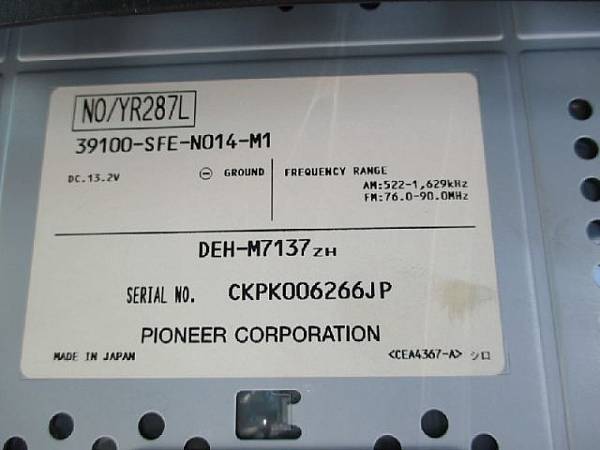 NO/YR287L
39100-SFE-N014-M1
DC.13.2V ⊖ GROUND FREQUENCY RANGE
AM:522-1,629kHz
FM:76.0-90.0MHz
DEH-M7137ZH
SERIAL NO. CKPK006266JP
PIONEER CORPORATION
MADE IN JAPAN <CEA4367-A> シロ